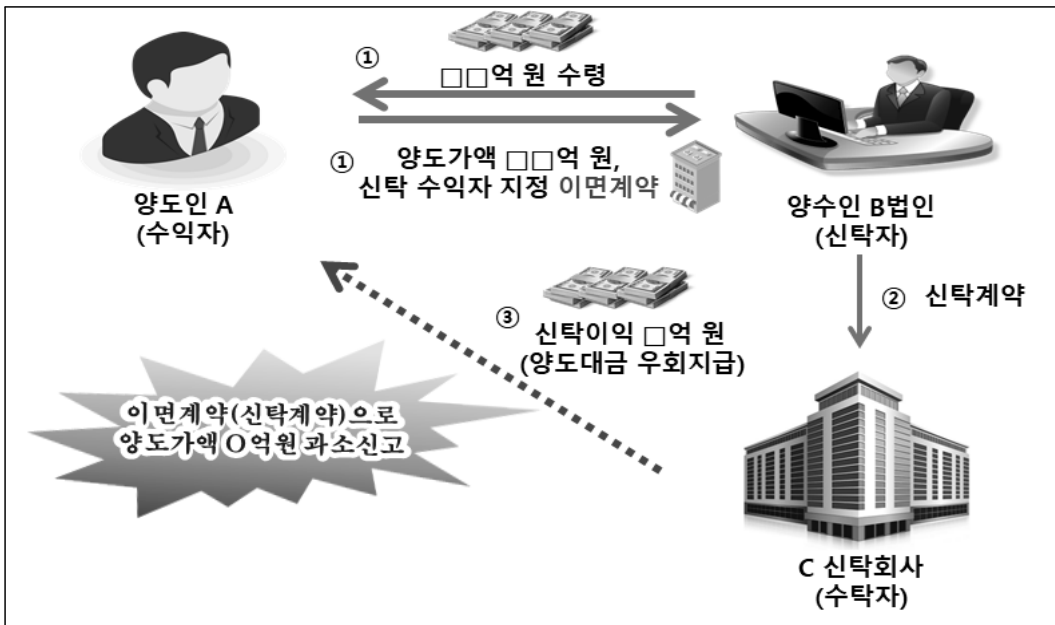 ①
□□억 원 수령
①
양도가액 □□억 원,
신탁 수익자 지정 이면계약
양도인 A
(수익자)
양수인 B법인
(신탁자)
② 신탁계약
③
신탁이익 □억 원
(양도대금 우회지급)
이면계약(신탁계약)으로
양도가액 O억원 과소신고
C 신탁회사
(수탁자)